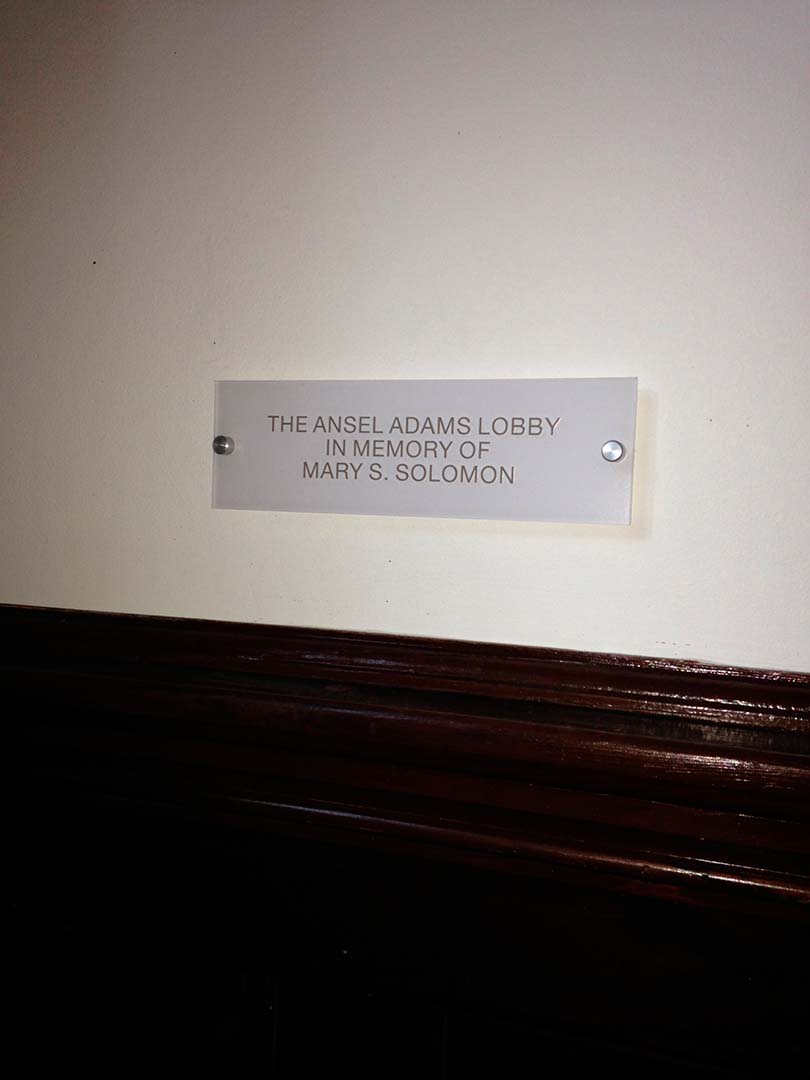 THE ANSEL ADAMS LOBBY
IN MEMORY OF
MARY S. SOLOMON